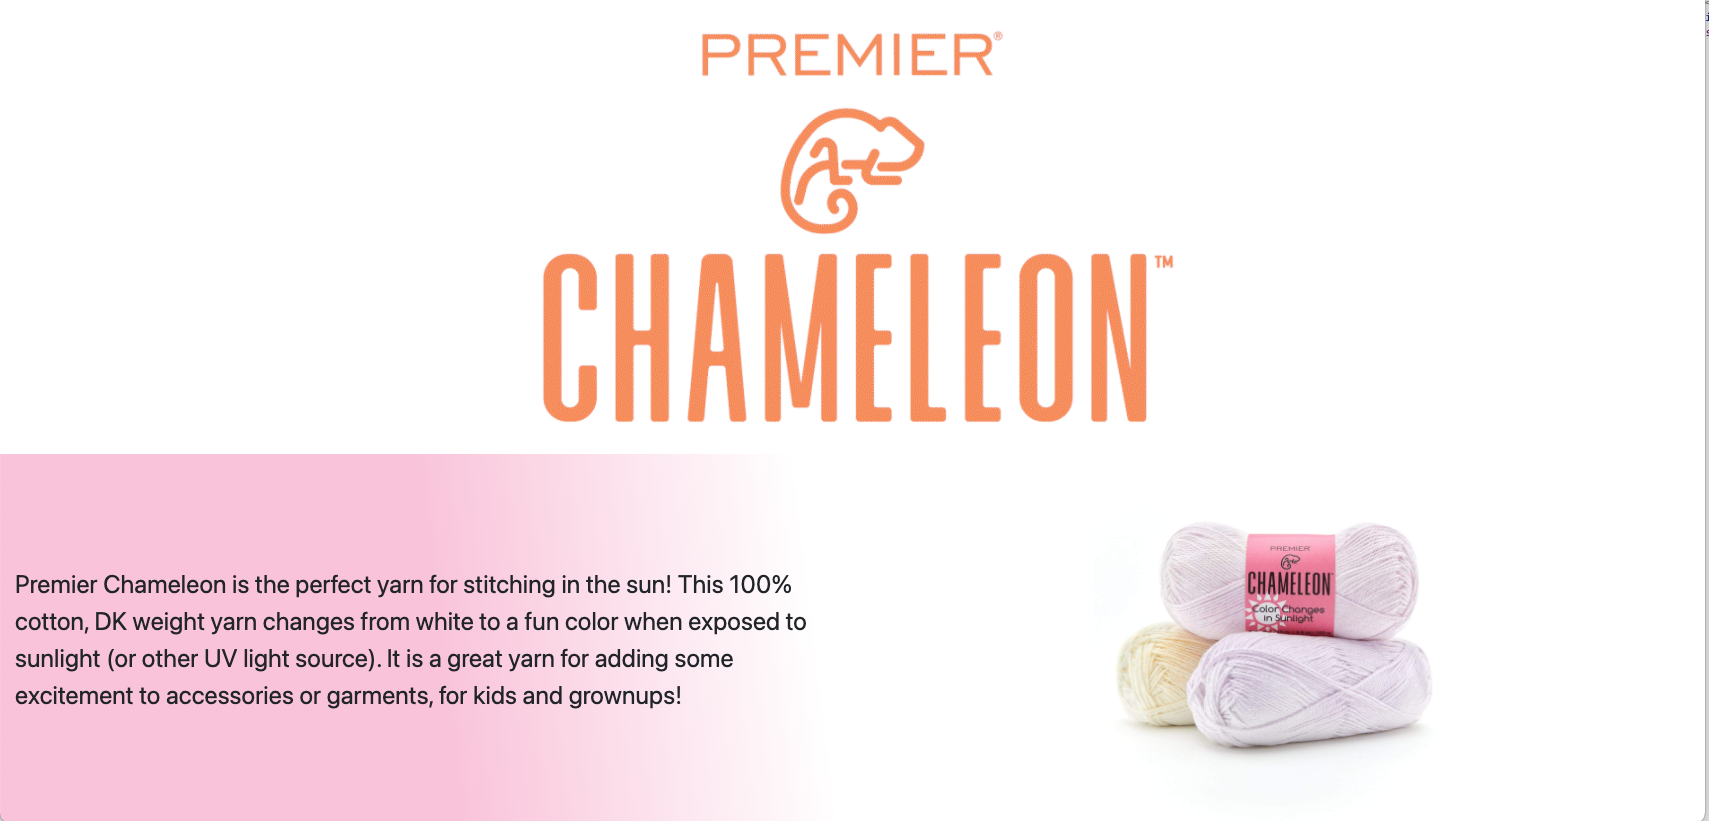 PREMIER®
CHAMELEON™
Premier Chameleon is the perfect yarn for stitching in the sun! This 100%
cotton, DK weight yarn changes from white to a fun color when exposed to
sunlight (or other UV light source). It is a great yarn for adding some
excitement to accessories or garments, for kids and grownups!
PREMIER
CHAMELEON
Color Changes
in Sunlight